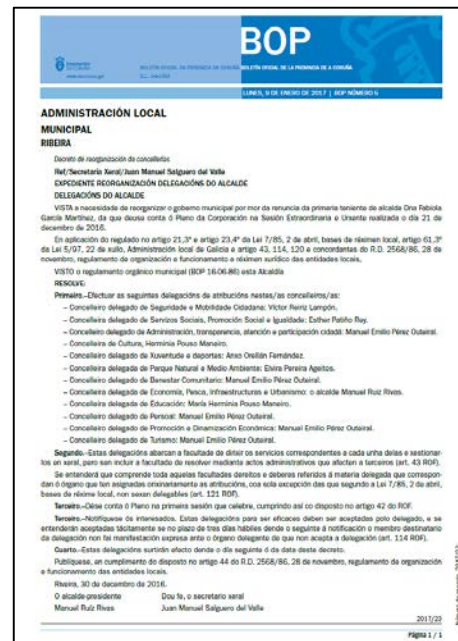 BOP
BOLETÍN OFICIAL DA PROVINCIA DA CORUÑA BOLETÍN OFICIAL DE LA PROVINCIA DE A CORUÑA
LUNES, 9 DE ENERO DE 2017 | BOP NÚMERO 5
ADMINISTRACIÓN LOCAL
MUNICIPAL
RIBEIRA
Decreto de reorganización de concellerías
Ref/Secretaría Xeral/Juan Manuel Salguero del Valle
EXPEDIENTE REORGANIZACIÓN DELEGACIÓNS DO ALCALDE
DELEGACIÓNS DO ALCALDE
VISTA a necesidade de reorganizar o goberno municipal por mor da renuncia da primeira teniente de alcalde Dna Fabiola
García Martínez, da que deuse conta ó Pleno da Corporación na Sesión Extraordinaria e Urxente realizada o día 21 de
decembro de 2016.
En aplicación do regulado no artigo 21,3º e artigo 23,4º da Lei 7/85, 2 de abril, bases de réximen local, artigo 61,3º
da Lei 5/97, 22 de xullo, Administración local de Galicia e artigo 43, 114, 120 e concordantes do R.D. 2568/86, 28 de
novembro, regulamento de organización e funcionamento e réximen xurídico das entidades locais.
VISTO o regulamento orgánico municipal (BOP 16-06-86) esta Alcaldía
RESOLVE:
Primeiro.–Efectuar as seguintes delegacións de atribucións nestes/as concelleiros/as:
– Concelleiro delegado de Seguridade e Mobilidade Cidadana: Víctor Reiriz Lampón.
– Concelleiro delegado de Servizos Sociais, Promoción Social e Igualdade: Esther Patiño Rey.
– Concelleiro delegado de Administración, transparencia, atención e participación cidadá: Manuel Emilio Pérez Outeiral.
– Concelleiro de Cultura, Herminia Pouso Maneiro.
– Concelleiro delegado de Xuventude e deportes: Anxo Orellán Fernández.
– Concelleiro delegada de Parque Natural e Medio Ambiente: Elvira Pereira Ageitos.
– Concelleiro delegado de Benestar Comunitario: Manuel Emilio Pérez Outeiral.
– Concelleiro delegado de Economía, Pesca, Infraestructuras e Urbanismo: o alcalde Manuel Ruiz Rivas.
– Concelleiro delegado de Educación: María Herminia Pouso Maneiro.
– Concelleiro delegado de Persoal: Manuel Emilio Pérez Outeiral.
– Concelleiro delegado de Promoción e Dinamización Económica: Manuel Emilio Pérez Outeiral.
– Concelleiro delegado de Turismo: Manuel Emilio Pérez Outeiral.
Segundo.–Estas delegacións abarcan a facultade de dirixir os servicios correspondentes a cada unha delas e xestionar-
los en xeral, pero sen incluir a facultade de resolver mediante actos administrativos que afecten a terceiros (art. 43 ROF).
Se entenderá que comprende toda aquelas facultades dereitos e deberes referidos á materia delegada que correspon-
dan ó órgano que ten asignadas orixinariamente as atribucións, coa sola excepción das que segundo a Lei 7/85, 2 de abril,
bases de réxime local, non sexan delegables (art. 121 ROF).
Terceiro.–Dése conta ó Pleno na primeira sesión que celebre, cumprindo así co disposto no artigo 42 do ROF.
Terceiro.–Notifíquese ós interesados. Estas delegacións para ser eficaces deben ser aceptadas polo delegado, e se
entenderán aceptadas tácitamente se no plazo de tres días hábiles dende o seguinte á notificación o membro destinatario
da delegación non fai manifestación expresa ante o órgano delegante de que non acepta a delegación (art. 114 ROF).
Cuarto.–Estas delegacións surtirán efecto dende o día seguinte ó da data deste decreto.
Publíquese, an cumplimento do disposto no artigo 44 do R.D. 2568/86, 28 de novembro, regulamento da organización
e funcionamento das entidades locais.
Riveira, 30 de decembro de 2016.
O alcalde-presidente Dou fe, o secretario xeral
Manuel Ruíz Rivas Juan Manuel Salguero del Valle
2017/23
Página 1 / 1